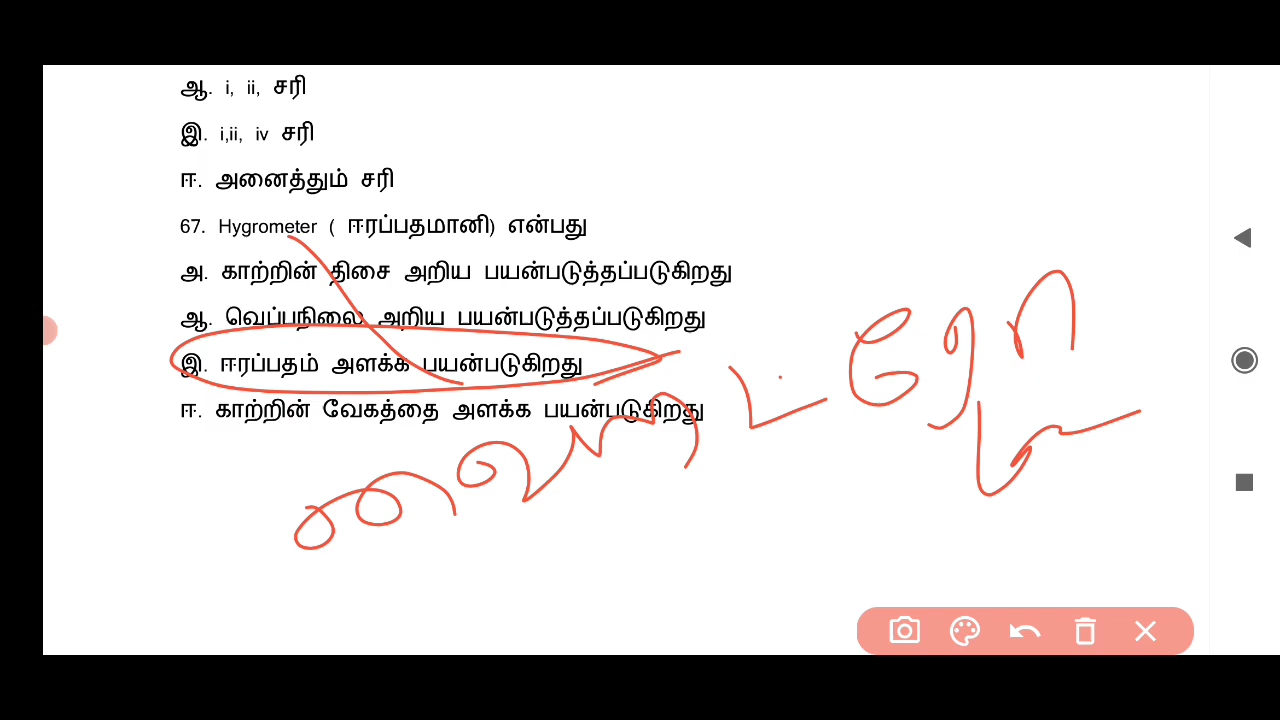 ஆ. i, ii, சரி
இ. i,ii, iv சரி
ஈ. அனைத்தும் சரி
67. Hygrometer ( ஈரப்பதமானி) என்பது
அ. காற்றின் திசை அறிய பயன்படுத்தப்படுகிறது
ஆ. வெப்பநிலை அறிய பயன்படுத்தப்படுகிறது
இ. ஈரப்பதம் அளக்க பயன்படுகிறது
ஈ. காற்றின் வேகத்தை அளக்க பயன்படுகிறது